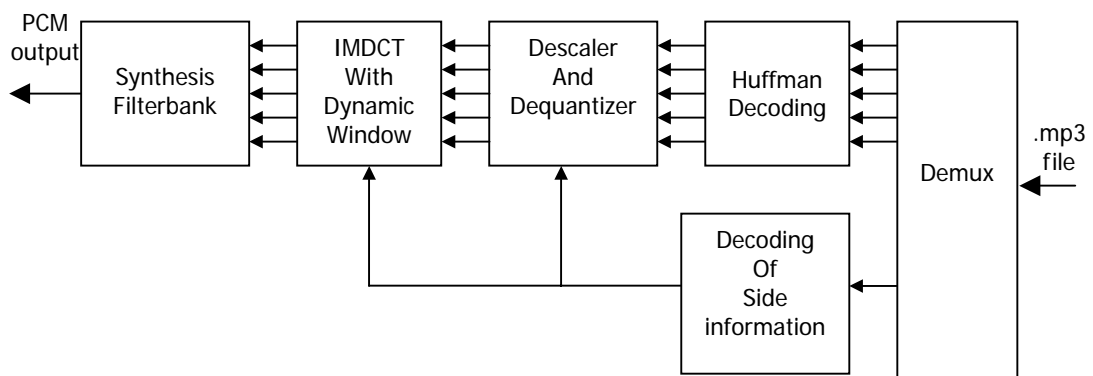 PCM
output
Synthesis
Filterbank
IMDCT
With
Dynamic
Window
Descaler
And
Dequantizer
Huffman
Decoding
Demux
.mp3
file
Decoding
Of
Side
information